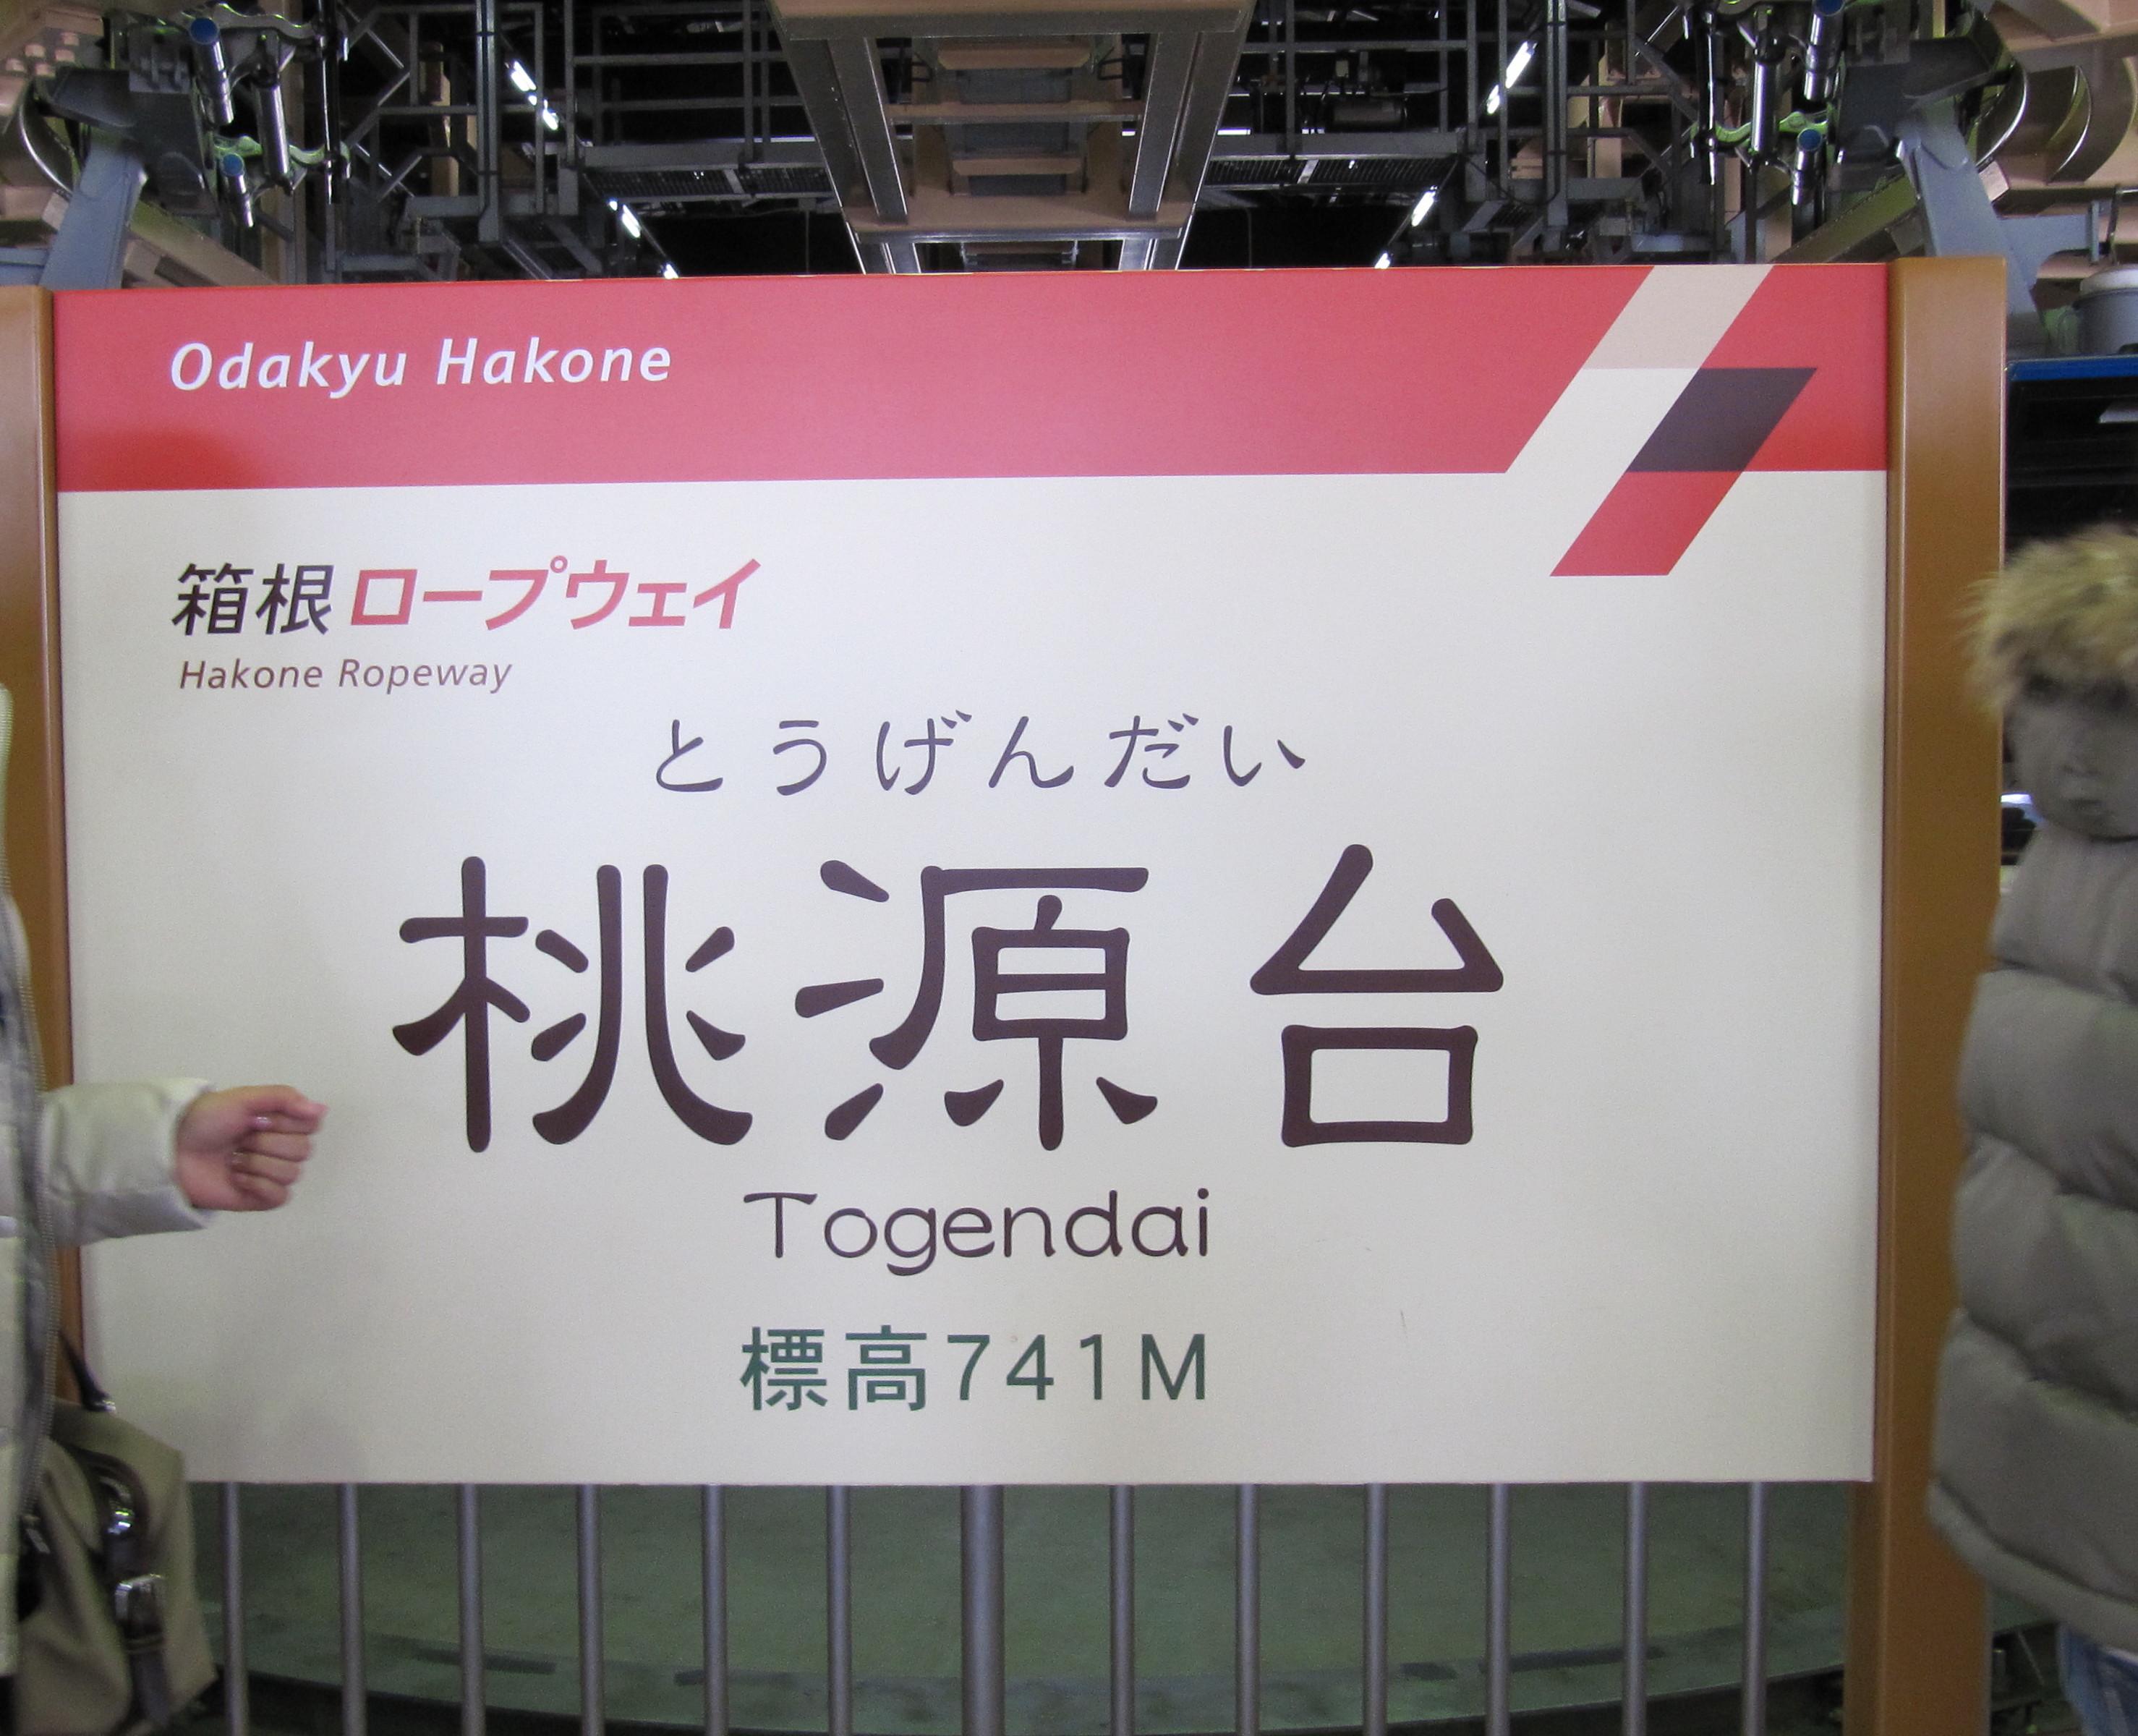 Odakyu Hakone
箱根ロープウェイ
Hakone Ropeway
とうげんだい
桃源台
Togendai
標高741M